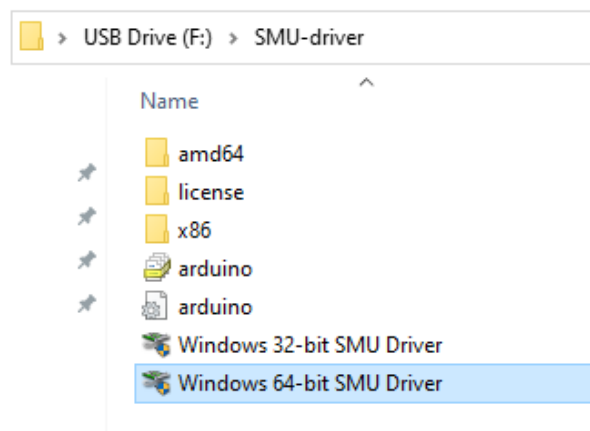 USB Drive (F:) > SMU-driver
Name
amd64
license
x86
arduino
arduino
Windows 32-bit SMU Driver
Windows 64-bit SMU Driver